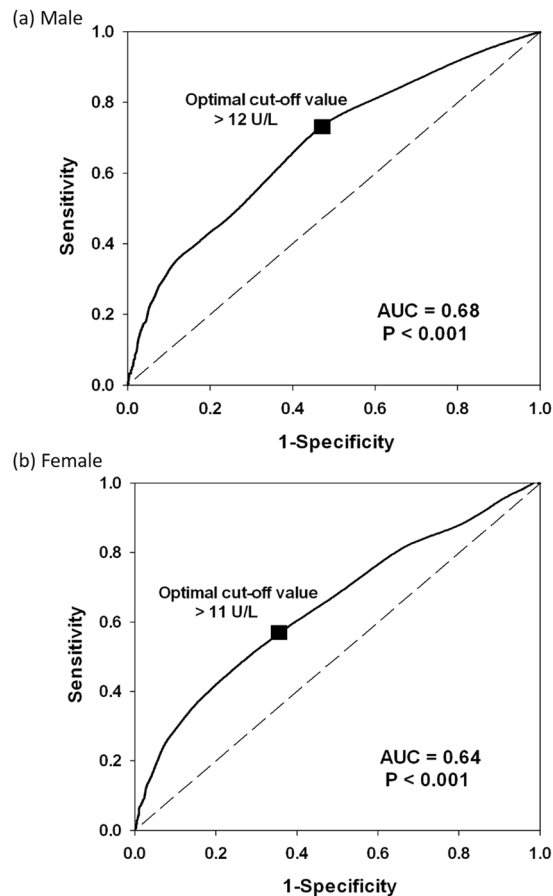 (a) Male
1.0
Optimal cut-off value
> 12 U/L
0.8
0.6
Sensitivity
0.4
AUC = 0.68
P < 0.001
0.2
0.0
0.0 0.2 0.4 0.6 0.8 1.0
1-Specificity
(b) Female
1.0
0.8
Optimal cut-off value
> 11 U/L
0.6
Sensitivity
0.4
AUC = 0.64
P < 0.001
0.2
0.0
0.0 0.2 0.4 0.6 0.8 1.0
1-Specificity